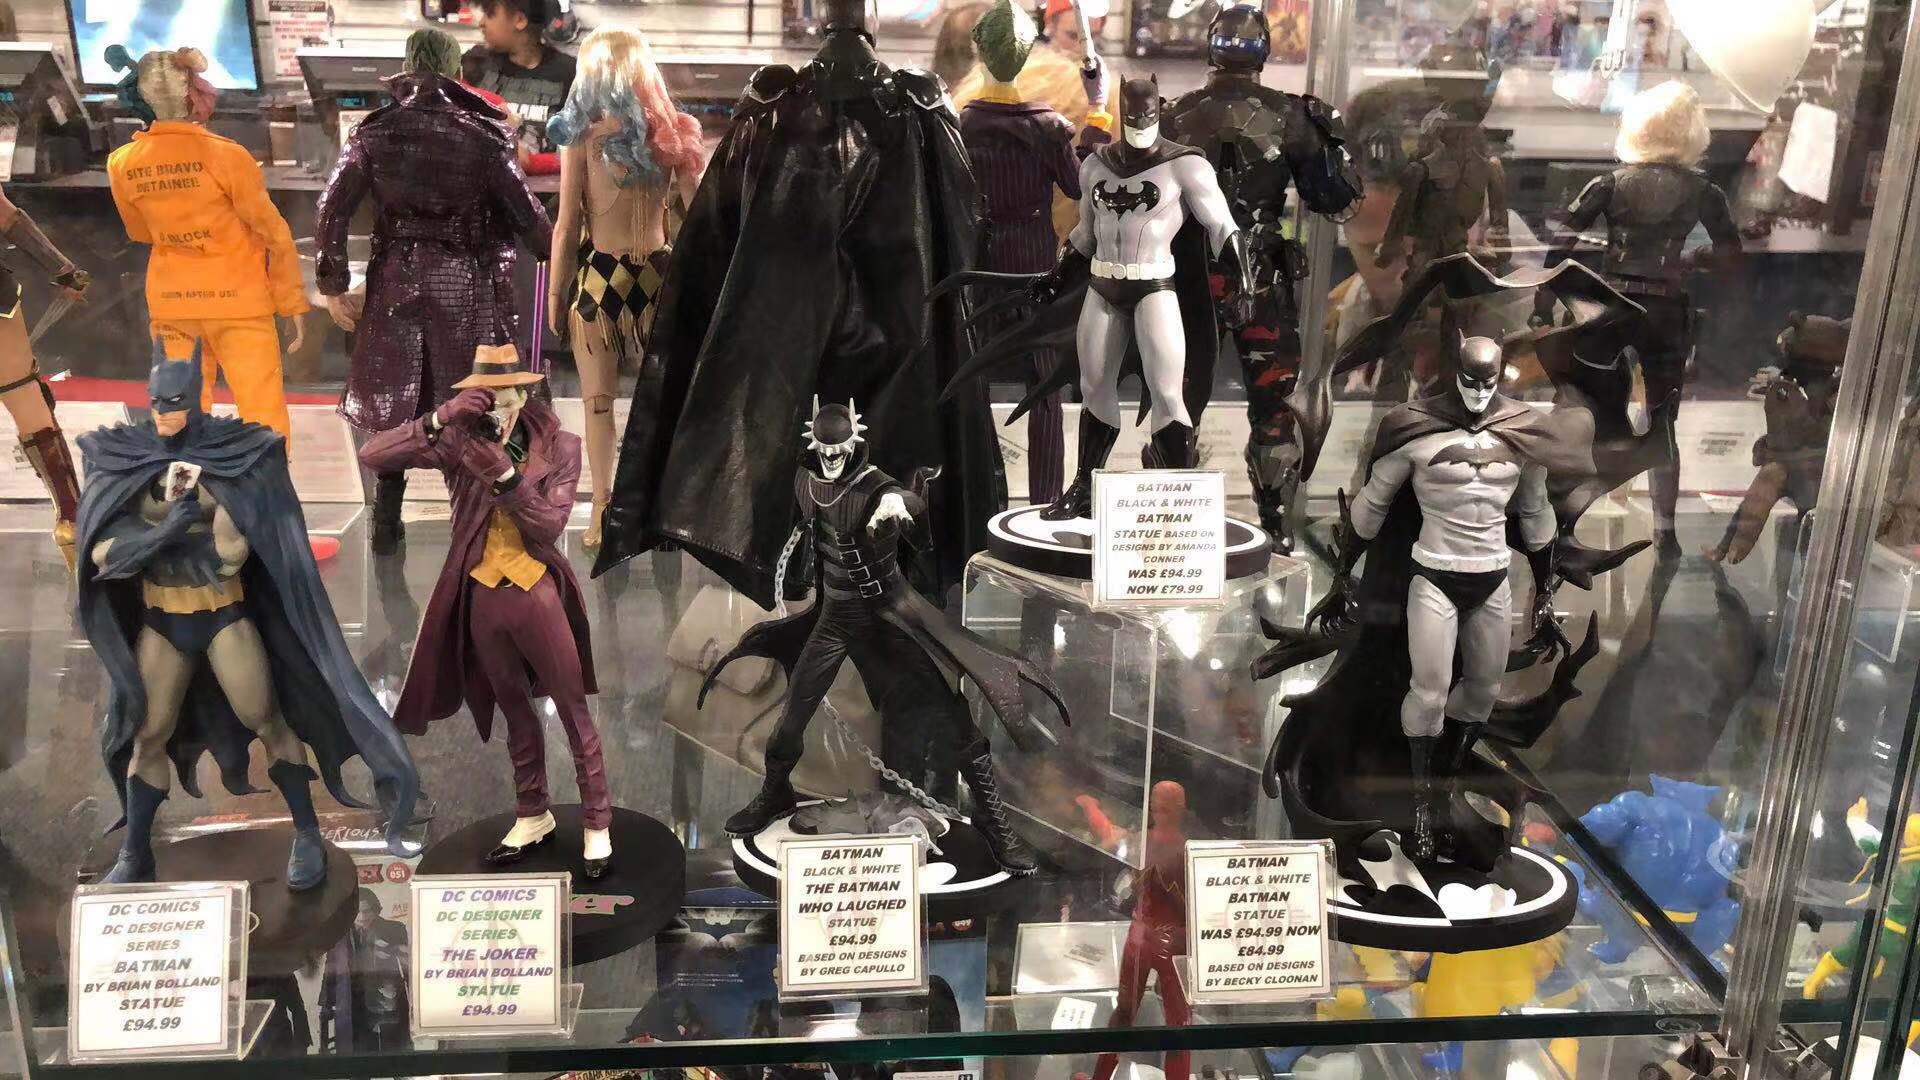 SITE BRAVO
DETAINEE
BLOCK
DC COMICS
DC DESIGNER
SERIES
BATMAN
BY BRIAN BOLLAND
STATUE
£94.99
DC COMICS
DC DESIGNER
SERIES
THE JOKER
BY BRIAN BOLLAND
STATUE
£94.99
BATMAN
BLACK & WHITE
THE BATMAN
WHO LAUGHED
STATUE
£94.99
BASED ON DESIGNS
BY GREG CAPULLO
BATMAN
BLACK & WHITE
BATMAN
STATUE BASED ON
DESIGNS BY AMANDA
CONNER
WAS £94.99
NOW £79.99
BATMAN
BLACK & WHITE
BATMAN
STATUE
WAS £94.99 NOW
£84.99
BASED ON DESIGNS
BY BECKY CLOONAN
SERIOUS
051